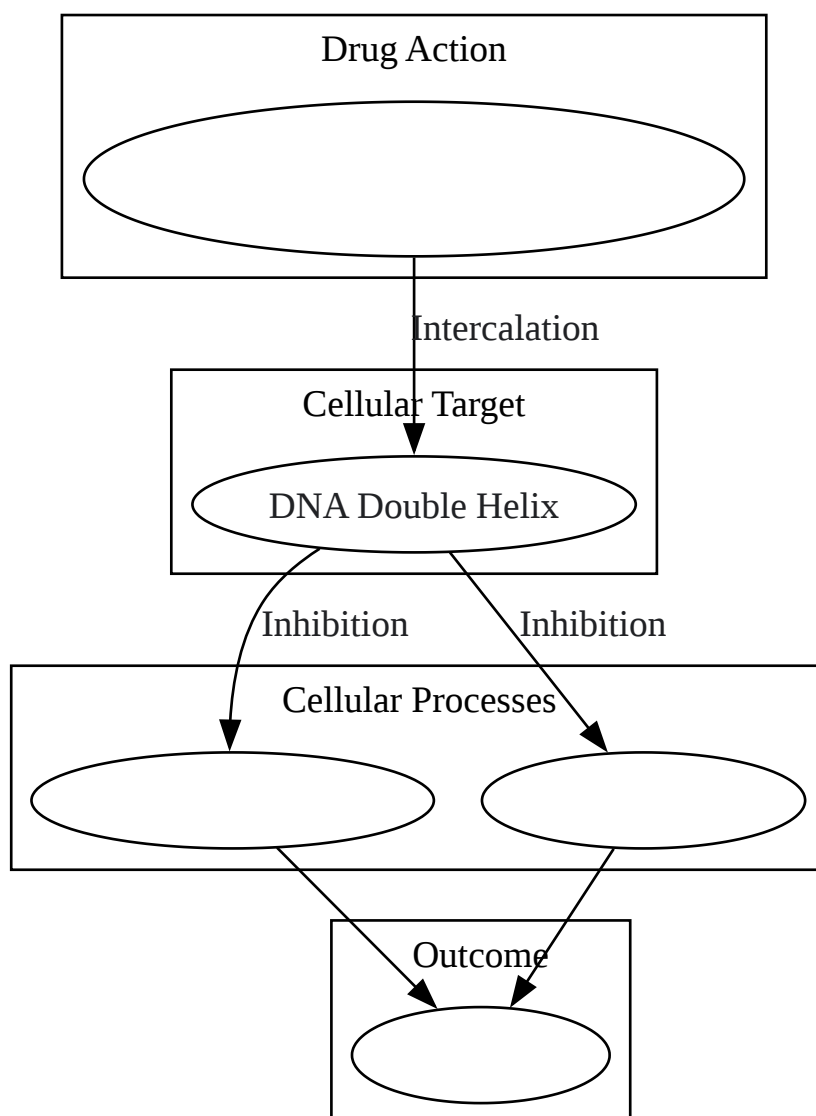 Drug Action
Intercalation
Cellular Target
DNA Double Helix
Inhibition
Inhibition
Cellular Processes
Outcome